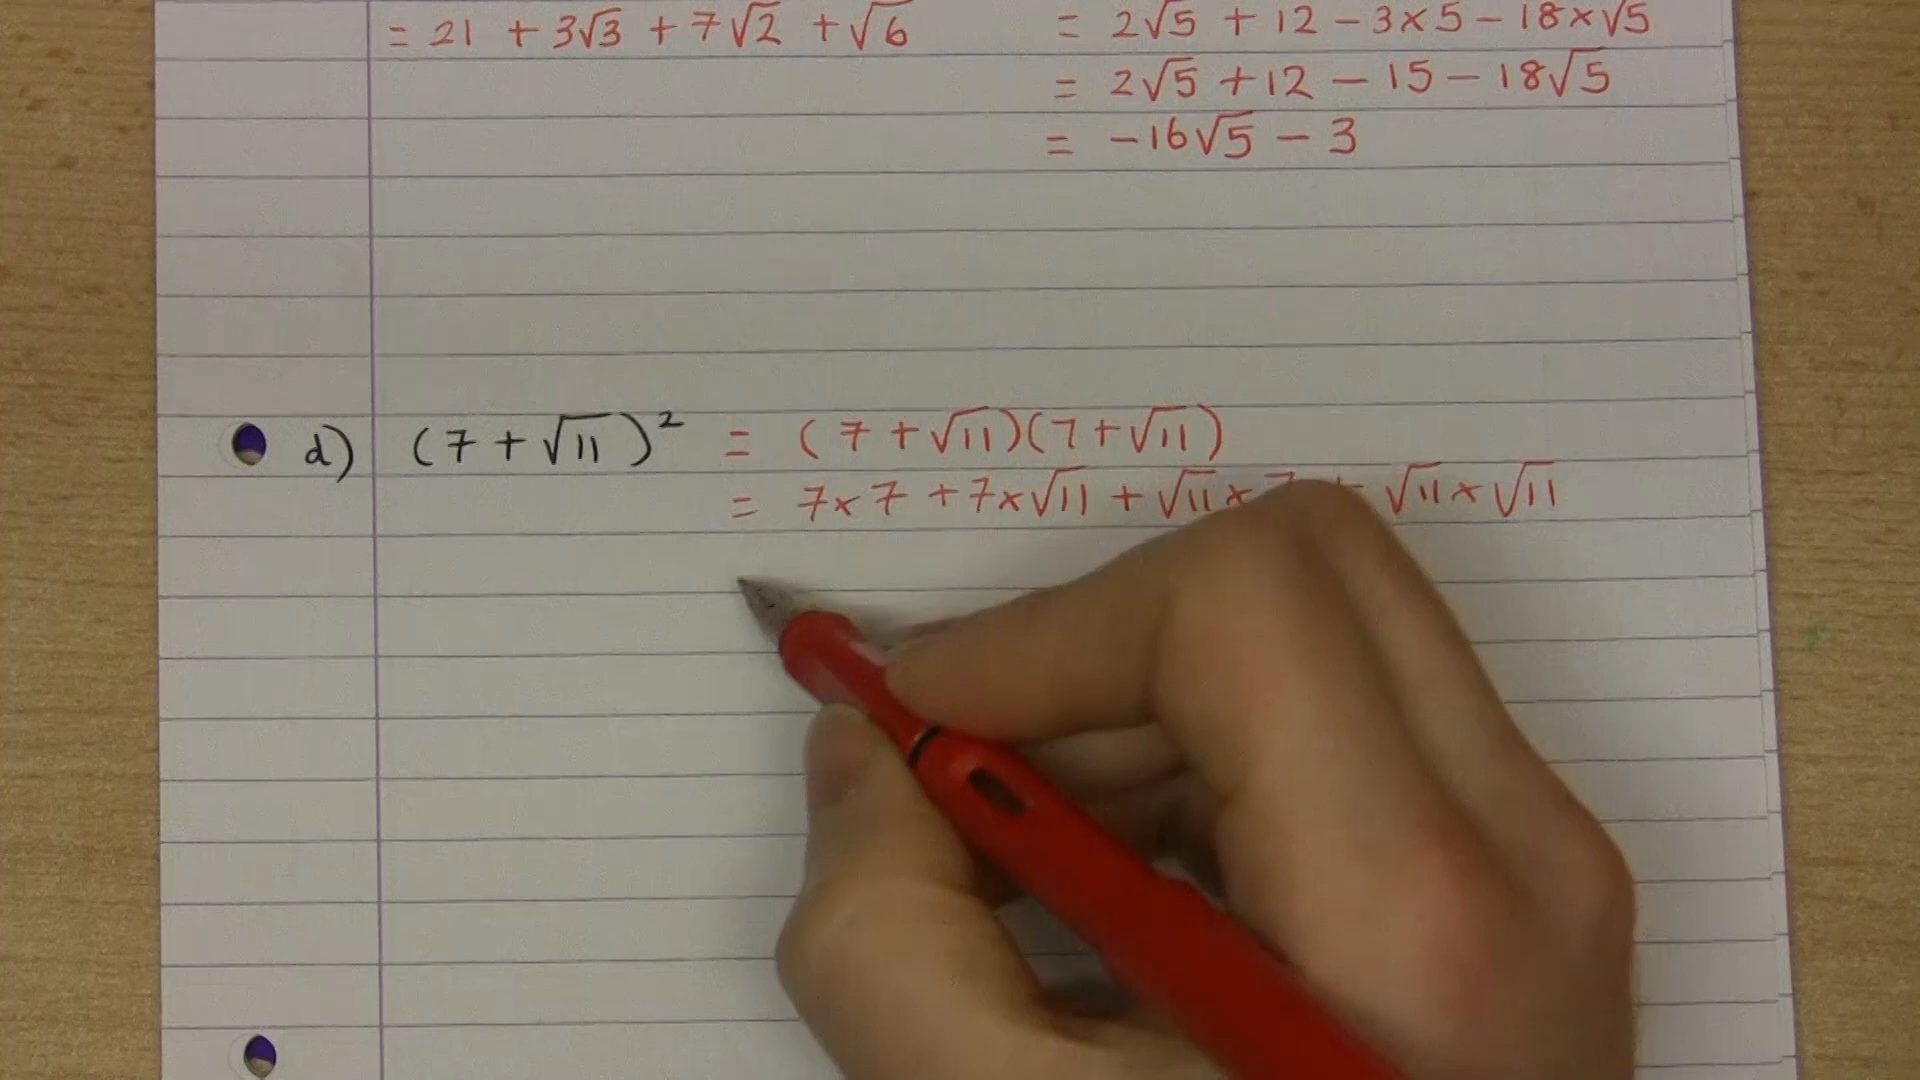 = 21 + 3√3 + 7√2 + √6
= 2√5 + 12 − 3×5 − 18×√5
= 2√5 + 12 − 15 − 18√5
= −16√5 − 3
d) (7 + √11)² = (7 + √11)(7 + √11)
= 7×7 + 7×√11 + √11×7 + √11×√11